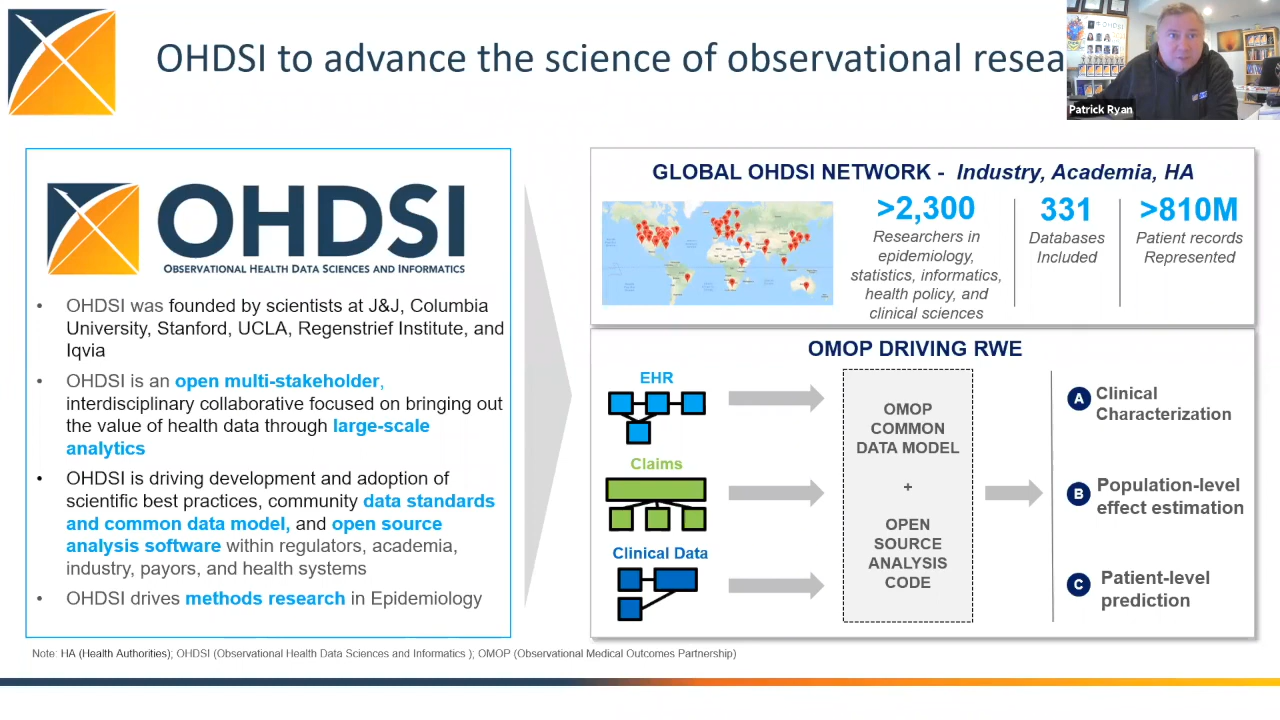 OHDSI to advance the science of observational resea
Patrick Ryan
OHDSI
OBSERVATIONAL HEALTH DATA SCIENCES AND INFORMATICS
• OHDSI was founded by scientists at J&J, Columbia
University, Stanford, UCLA, Regenstrief Institute, and
Iqvia
• OHDSI is an open multi-stakeholder,
interdisciplinary collaborative focused on bringing out
the value of health data through large-scale
analytics
• OHDSI is driving development and adoption of
scientific best practices, community data standards
and common data model, and open source
analysis software within regulators, academia,
industry, payors, and health systems
• OHDSI drives methods research in Epidemiology
GLOBAL OHDSI NETWORK - Industry, Academia, HA
>2,300
Researchers in
epidemiology,
statistics, informatics,
health policy, and
clinical sciences
331
Databases
Included
>810M
Patient records
Represented
OMOP DRIVING RWE
EHR
Claims
Clinical Data
OMOP
COMMON
DATA MODEL
+
OPEN
SOURCE
ANALYSIS
CODE
A Clinical
Characterization
B Population-level
effect estimation
C Patient-level
prediction
Note: HA (Health Authorities); OHDSI (Observational Health Data Sciences and Informatics ); OMOP (Observational Medical Outcomes Partnership)